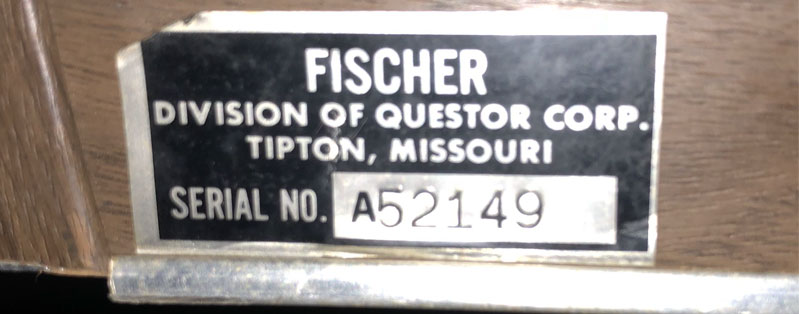 FISCHER
DIVISION OF QUESTOR CORP.
TIPTON, MISSOURI
SERIAL NO. A52149